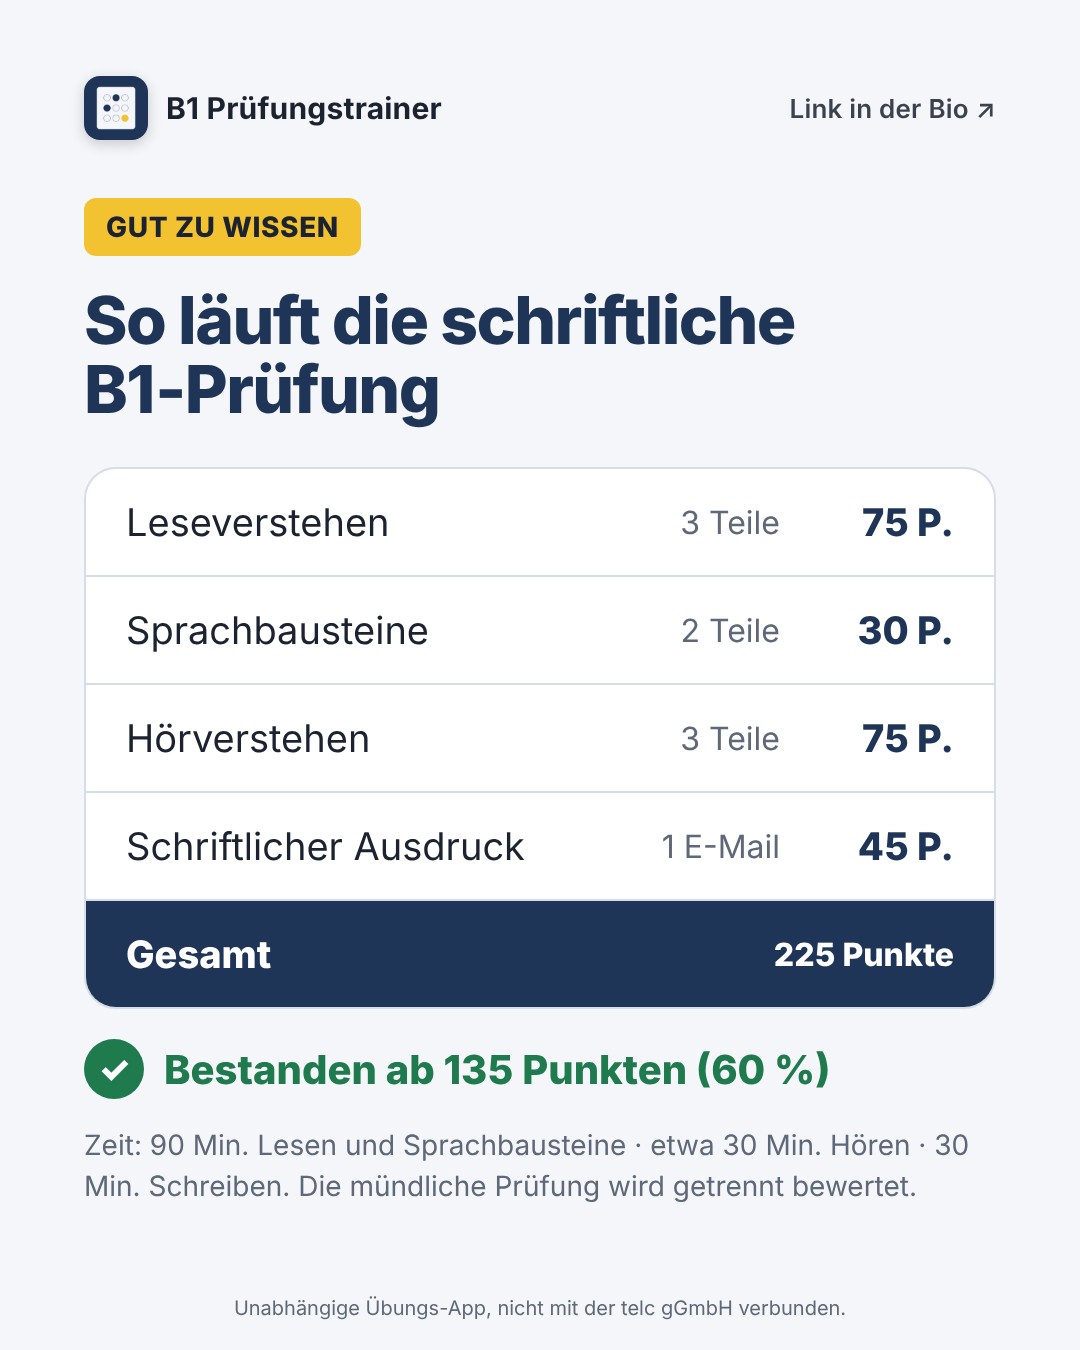 B1 Prüfungstrainer
Link in der Bio ↗
GUT ZU WISSEN
So läuft die schriftliche
B1-Prüfung
Leseverstehen 3 Teile 75 P.
Sprachbausteine 2 Teile 30 P.
Hörverstehen 3 Teile 75 P.
Schriftlicher Ausdruck 1 E-Mail 45 P.
Gesamt 225 Punkte
Bestanden ab 135 Punkten (60 %)
Zeit: 90 Min. Lesen und Sprachbausteine · etwa 30 Min. Hören · 30
Min. Schreiben. Die mündliche Prüfung wird getrennt bewertet.
Unabhängige Übungs-App, nicht mit der telc gGmbH verbunden.